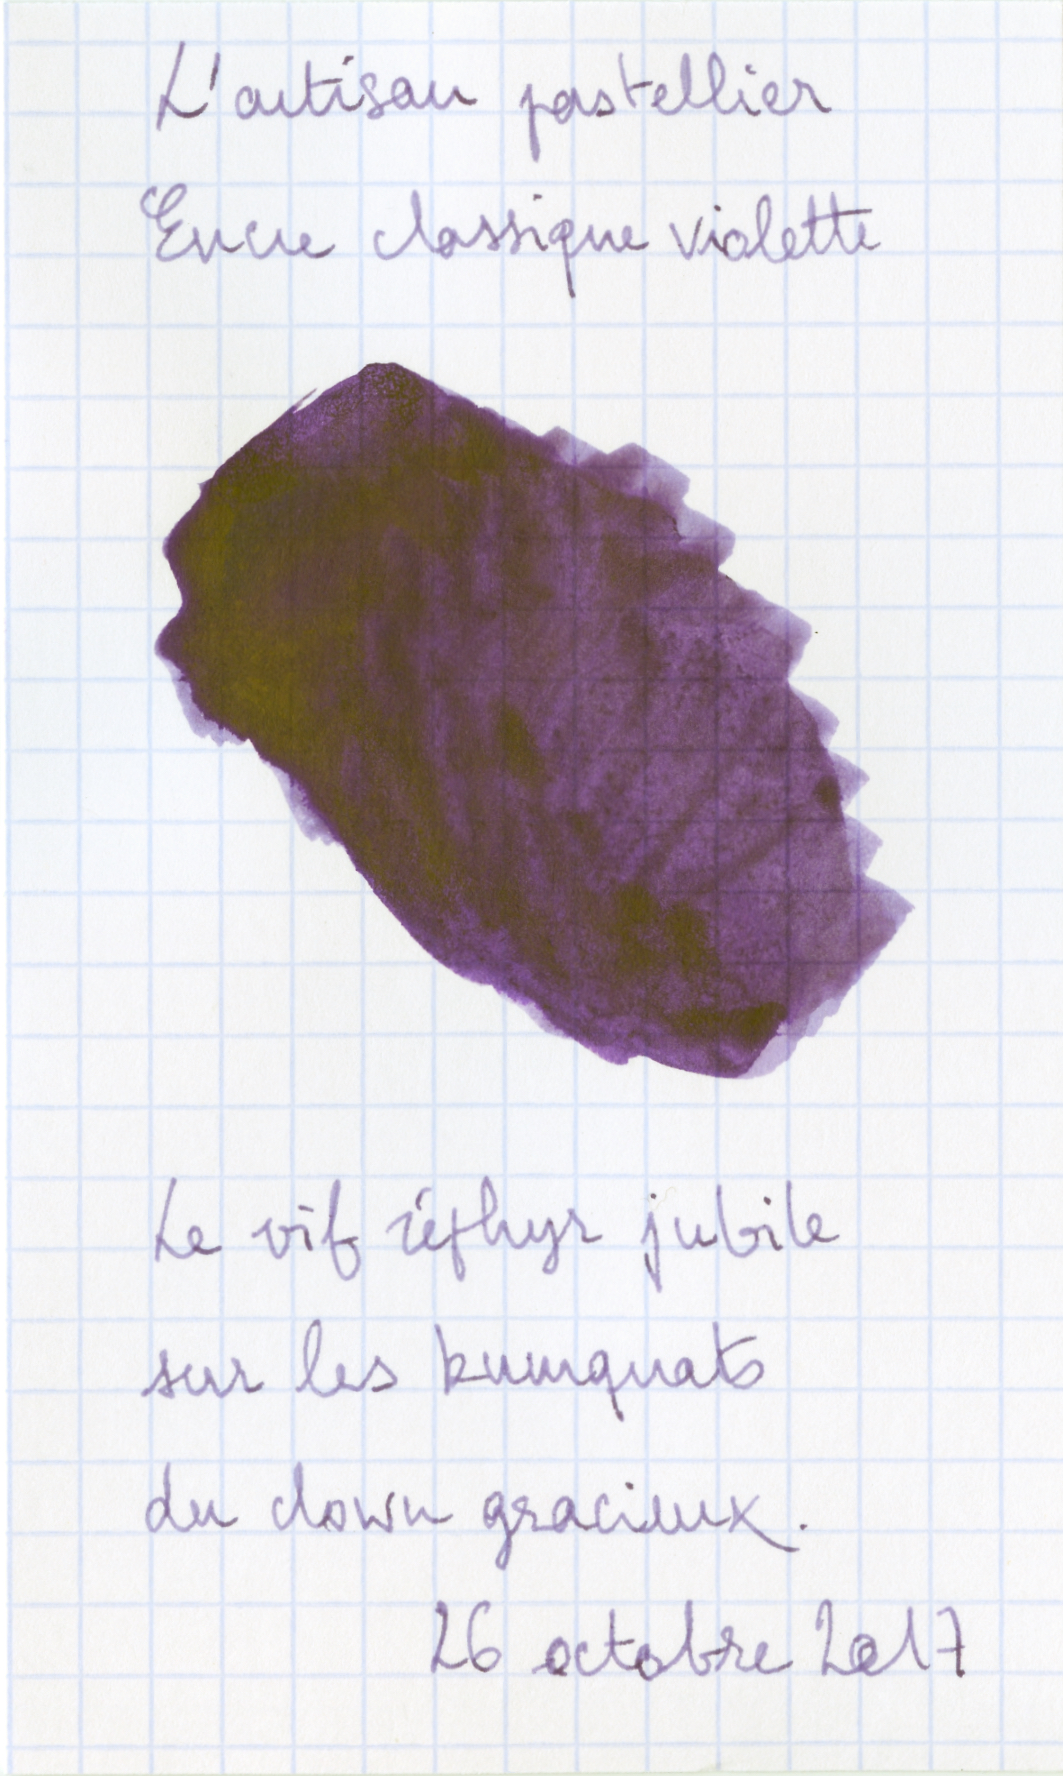 L'artisan pastellier
Encre classique violette
Le vif zéphyr jubile
sur les kumquats
du clown gracieux.
26 octobre 2017